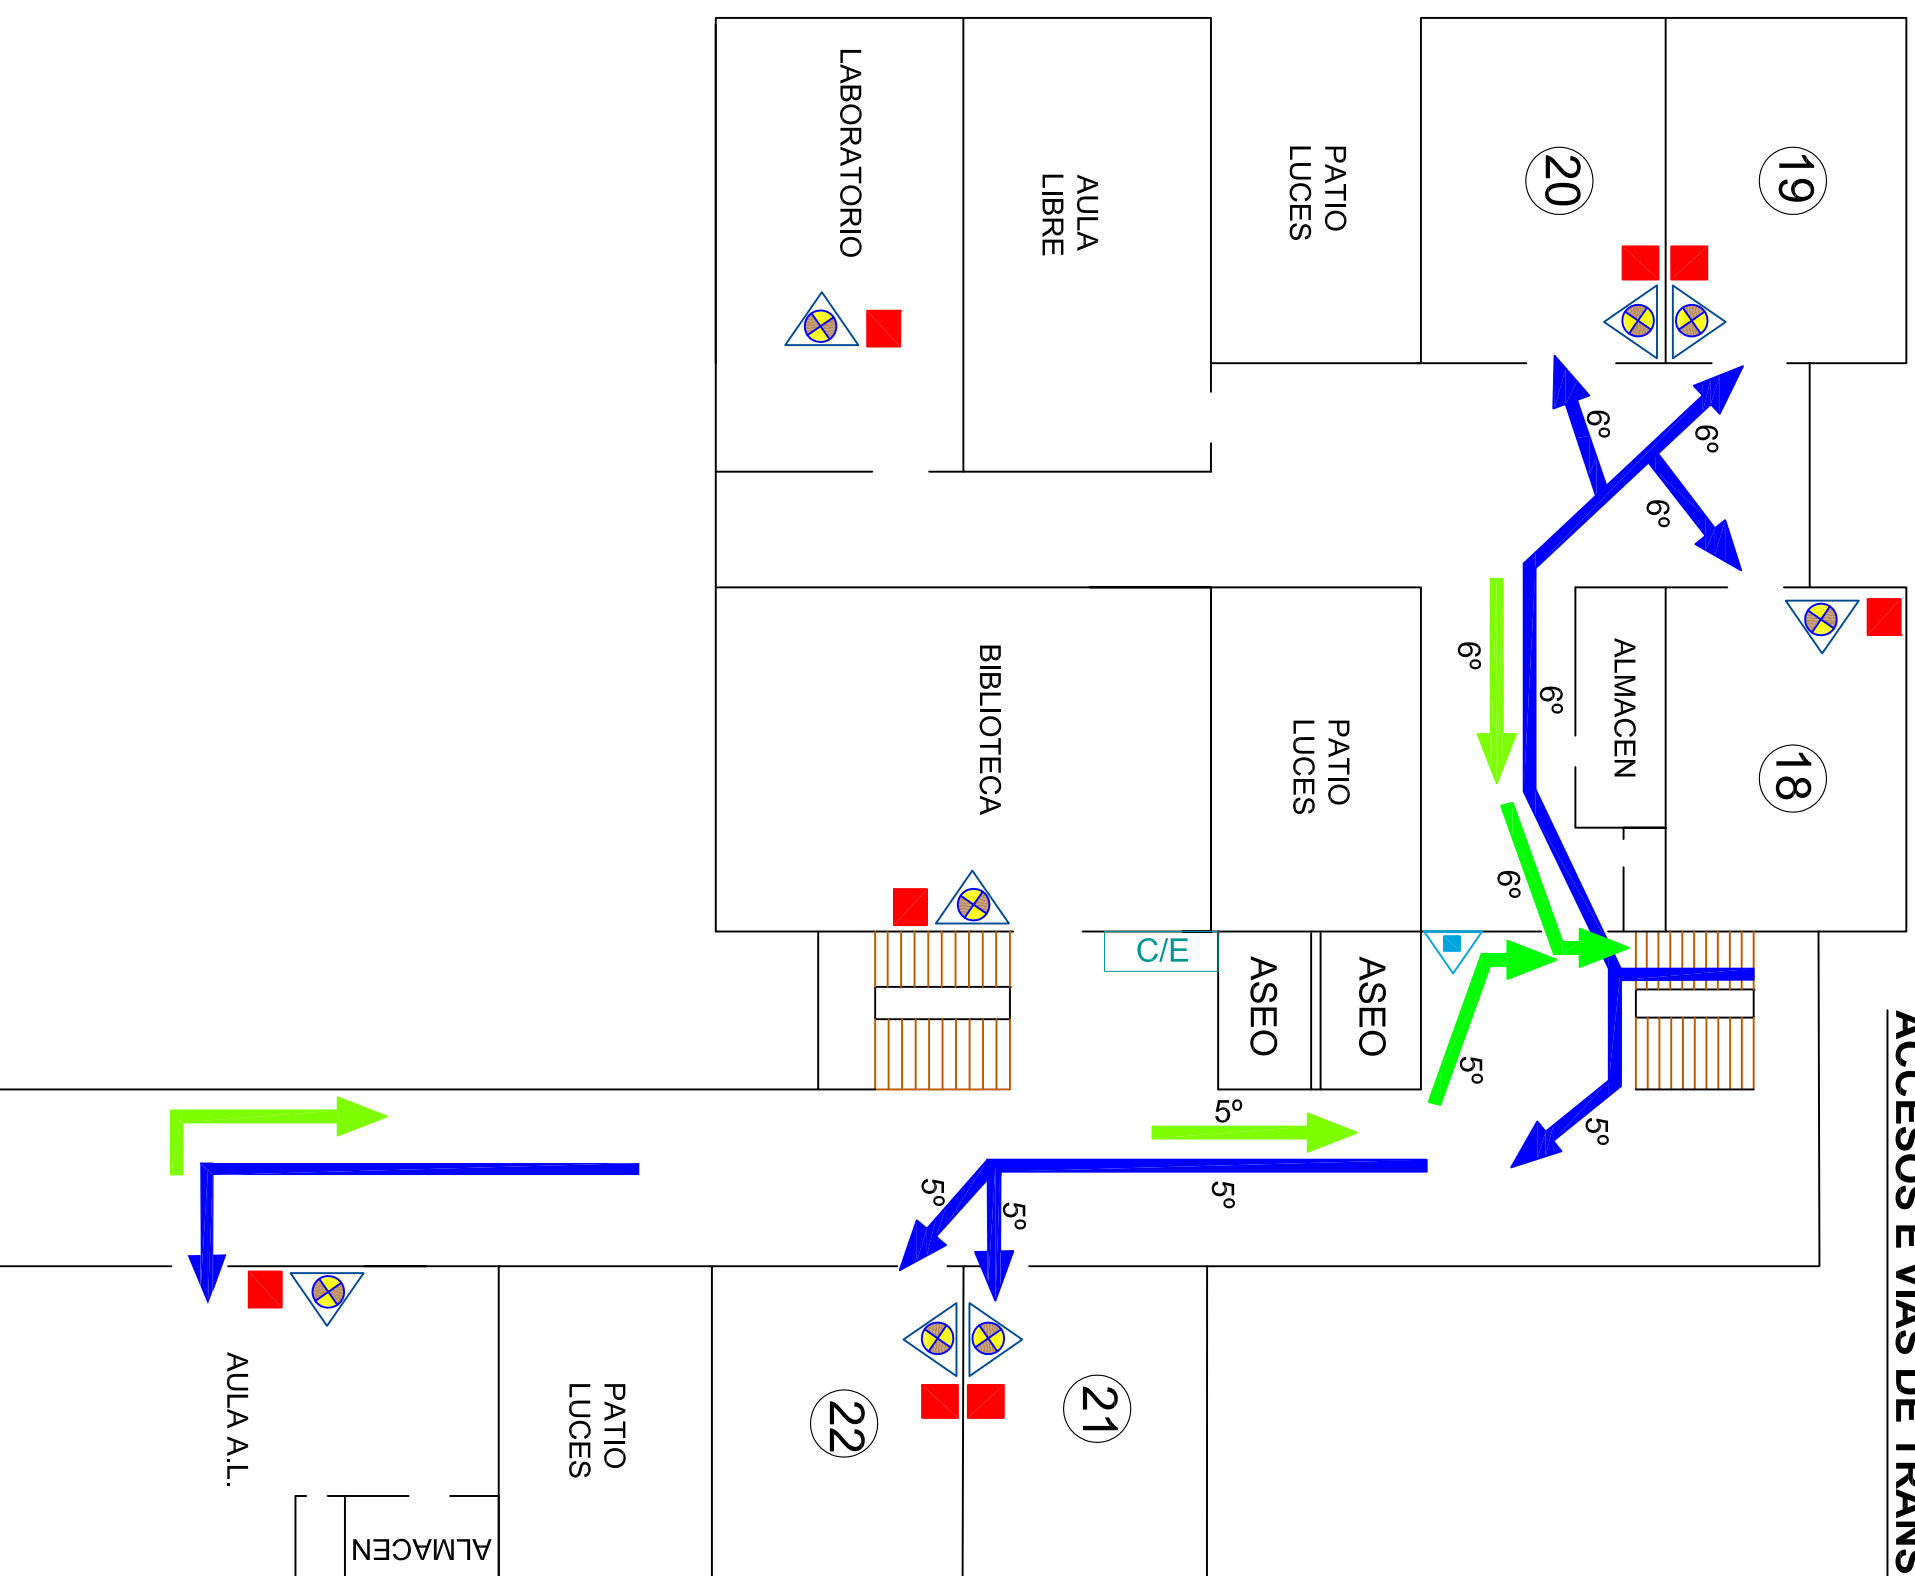 ACCESOS E VIAS DE TRANS
19
20
18
PATIO
LUCES
AULA
LIBRE
LABORATORIO
6º
6º
6º
6º
6º
6º
ALMACEN
PATIO
LUCES
BIBLIOTECA
C/E
ASEO
ASEO
5º
5º
5º
5º
5º
5º
21
22
PATIO
LUCES
AULA A.L.
ALMACEN